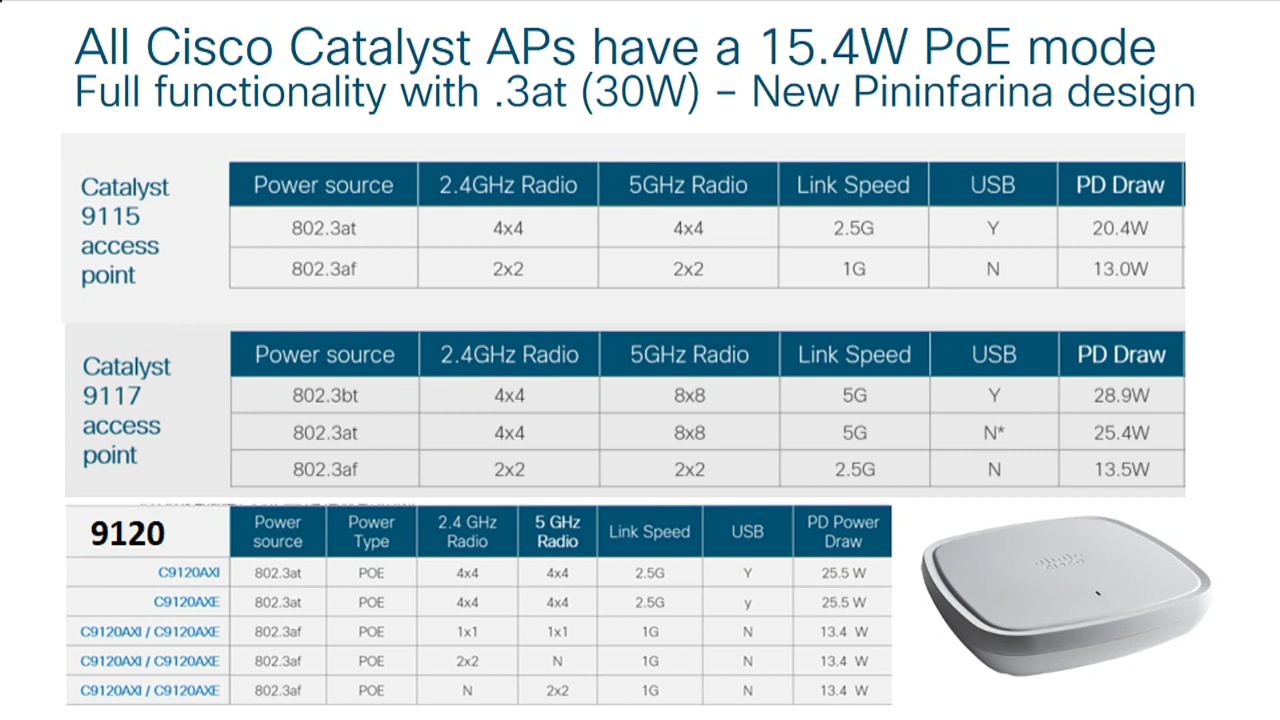 All Cisco Catalyst APs have a 15.4W PoE mode
Full functionality with .3at (30W) – New Pininfarina design
Catalyst
9115
access
point
Power source 2.4GHz Radio 5GHz Radio Link Speed USB PD Draw
802.3at 4x4 4x4 2.5G Y 20.4W
802.3af 2x2 2x2 1G N 13.0W
Catalyst
9117
access
point
Power source 2.4GHz Radio 5GHz Radio Link Speed USB PD Draw
802.3bt 4x4 8x8 5G Y 28.9W
802.3at 4x4 8x8 5G N* 25.4W
802.3af 2x2 2x2 2.5G N 13.5W
9120 Power source Power Type 2.4 GHz Radio 5 GHz Radio Link Speed USB PD Power Draw
C9120AXI 802.3at POE 4x4 4x4 2.5G Y 25.5 W
C9120AXE 802.3at POE 4x4 4x4 2.5G y 25.5 W
C9120AXI / C9120AXE 802.3af POE 1x1 1x1 1G N 13.4 W
C9120AXI / C9120AXE 802.3af POE 2x2 N 1G N 13.4 W
C9120AXI / C9120AXE 802.3af POE N 2x2 1G N 13.4 W